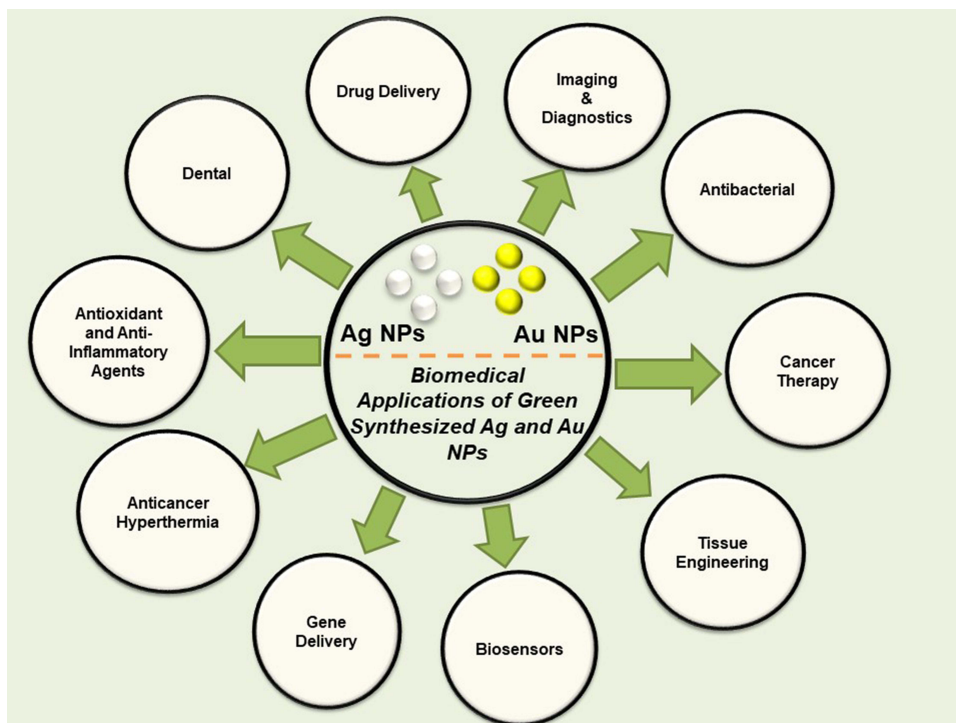 Drug Delivery
Imaging
&
Diagnostics
Dental
Antibacterial
Antioxidant
and Anti-
Inflammatory
Agents
Ag NPs
Au NPs
Biomedical
Applications of Green
Synthesized Ag and Au
NPs
Cancer
Therapy
Anticancer
Hyperthermia
Tissue
Engineering
Gene
Delivery
Biosensors